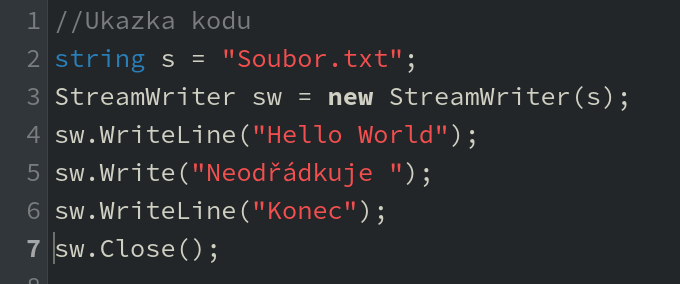 1 //Ukazka kodu
2 string s = "Soubor.txt";
3 StreamWriter sw = new StreamWriter(s);
4 sw.WriteLine("Hello World");
5 sw.Write("Neodřádkuje ");
6 sw.WriteLine("Konec");
7 sw.Close();